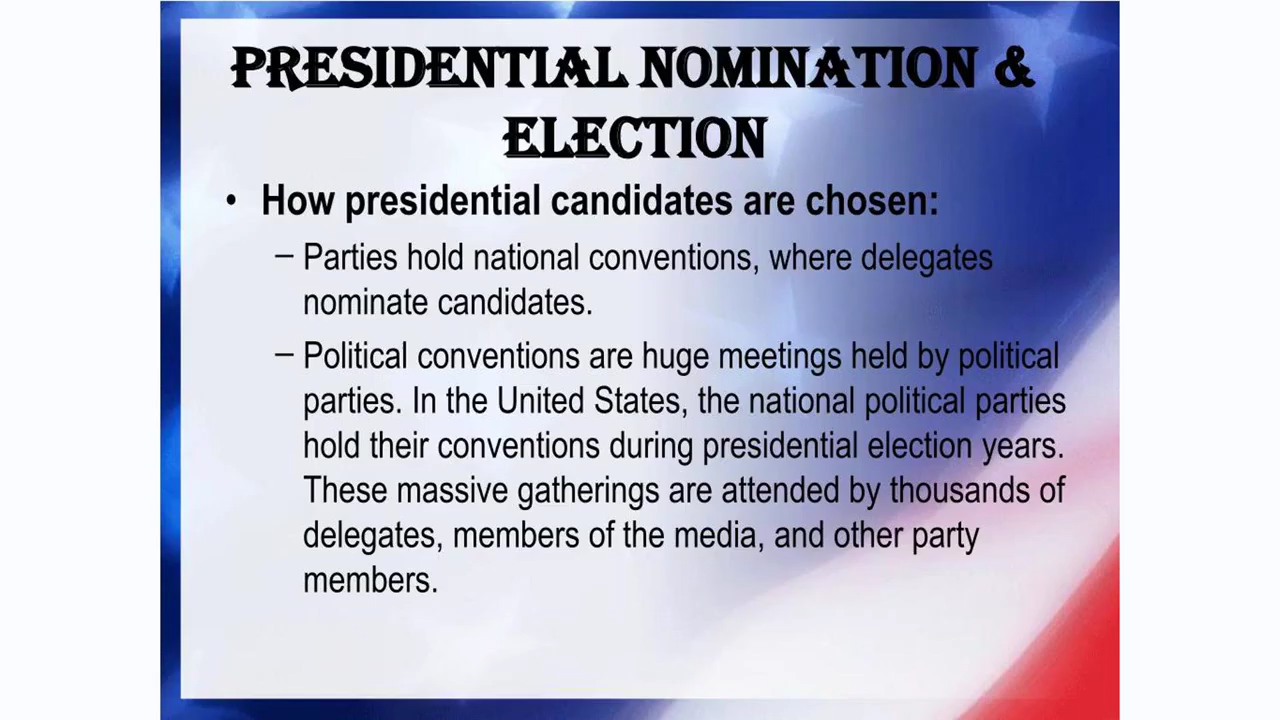 PRESIDENTIAL NOMINATION &
ELECTION
• How presidential candidates are chosen:
– Parties hold national conventions, where delegates
nominate candidates.
– Political conventions are huge meetings held by political
parties. In the United States, the national political parties
hold their conventions during presidential election years.
These massive gatherings are attended by thousands of
delegates, members of the media, and other party
members.